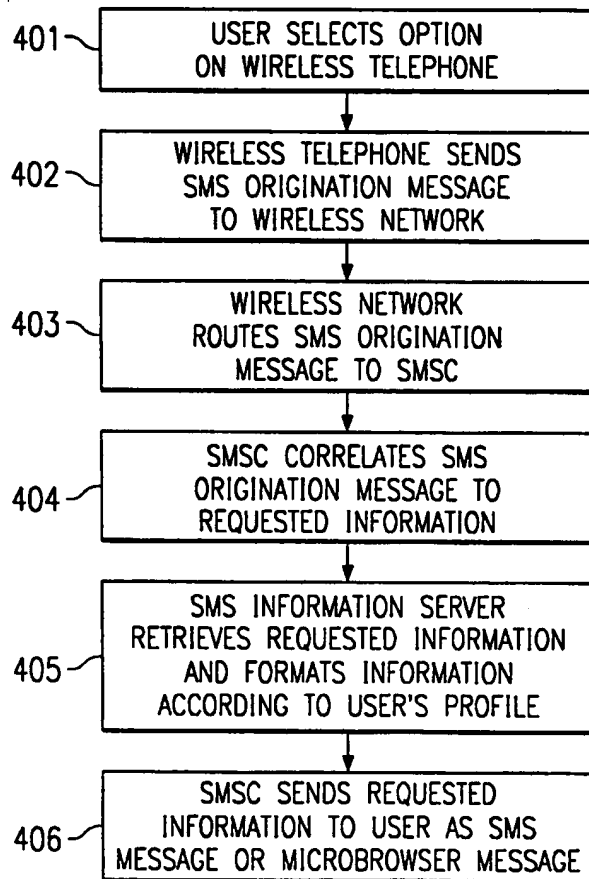 401
USER SELECTS OPTION
ON WIRELESS TELEPHONE
402
WIRELESS TELEPHONE SENDS
SMS ORIGINATION MESSAGE
TO WIRELESS NETWORK
403
WIRELESS NETWORK
ROUTES SMS ORIGINATION
MESSAGE TO SMSC
404
SMSC CORRELATES SMS
ORIGINATION MESSAGE TO
REQUESTED INFORMATION
405
SMS INFORMATION SERVER
RETRIEVES REQUESTED INFORMATION
AND FORMATS INFORMATION
ACCORDING TO USER'S PROFILE
406
SMSC SENDS REQUESTED
INFORMATION TO USER AS SMS
MESSAGE OR MICROBROWSER MESSAGE